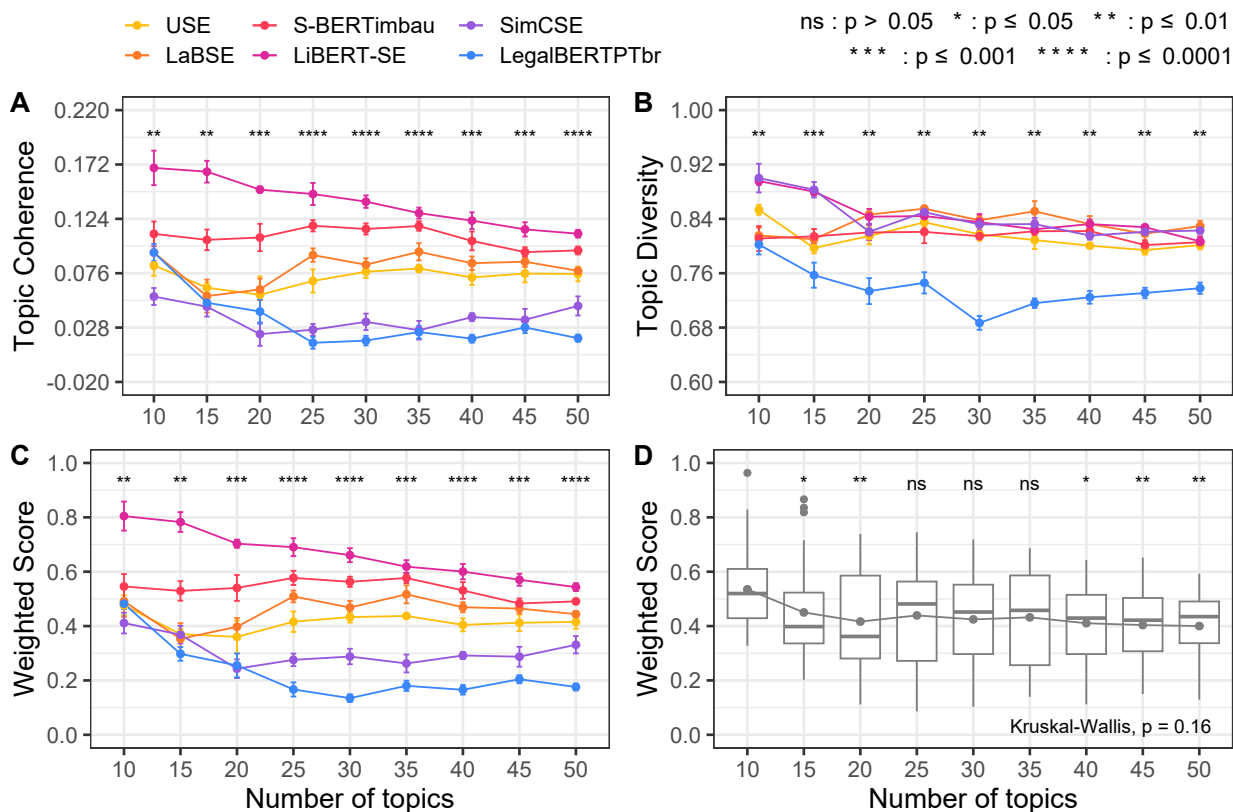 USE S-BERTimbau SimCSE
LaBSE LiBERT-SE LegalBERTPTbr
ns : p > 0.05 * : p ≤ 0.05 ** : p ≤ 0.01
*** : p ≤ 0.001 **** : p ≤ 0.0001
A
Topic Coherence
0.220
0.172
0.124
0.076
0.028
-0.020
** ** *** **** **** **** *** *** ****
10 15 20 25 30 35 40 45 50
B
Topic Diversity
1.00
0.92
0.84
0.76
0.68
0.60
** *** ** ** ** ** ** ** **
10 15 20 25 30 35 40 45 50
C
Weighted Score
1.0
0.8
0.6
0.4
0.2
0.0
** ** *** **** **** *** **** *** ****
10 15 20 25 30 35 40 45 50
Number of topics
D
Weighted Score
1.0
0.8
0.6
0.4
0.2
0.0
* ** ns ns ns * ** **
Kruskal-Wallis, p = 0.16
10 15 20 25 30 35 40 45 50
Number of topics